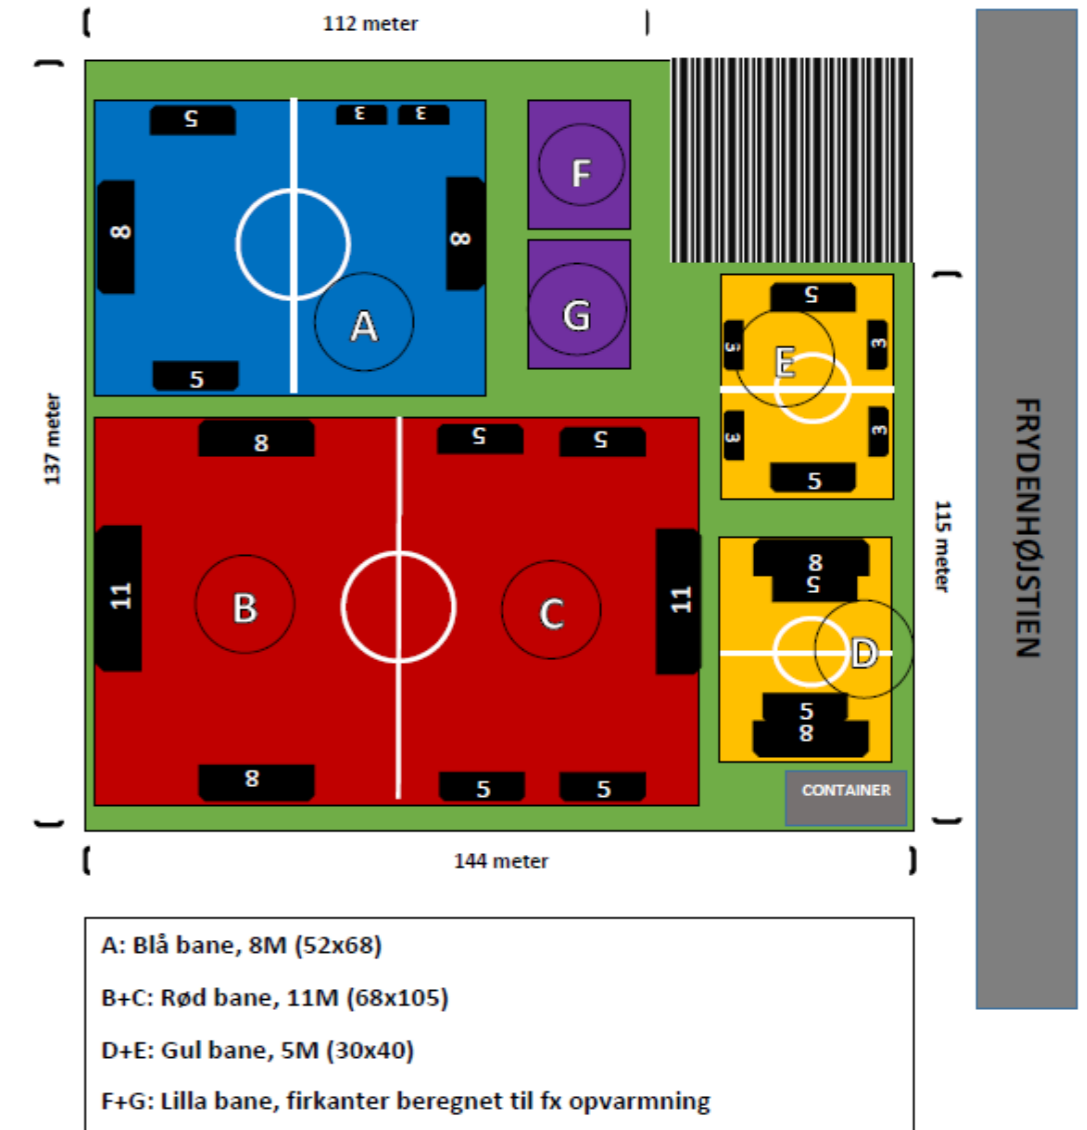 112 meter
5
3
3
8
8
5
A
F
G
137 meter
5
3
3
E
3
3
5
8
5
5
11
B
C
11
8
5
5
8
5
D
5
8
CONTAINER
115 meter
FRYDENHØJSTIEN
144 meter
A: Blå bane, 8M (52x68)
B+C: Rød bane, 11M (68x105)
D+E: Gul bane, 5M (30x40)
F+G: Lilla bane, firkanter beregnet til fx opvarmning